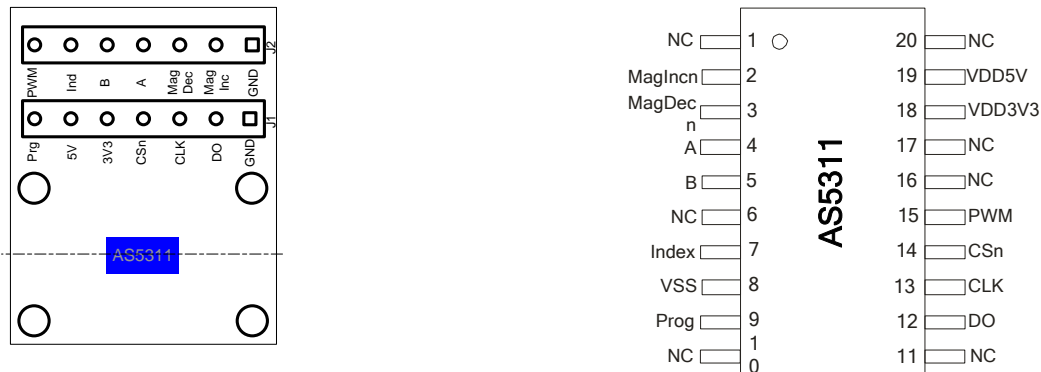 J2
PWM Ind B A Mag Dec Mag Inc GND
J1
Prg 5V 3V3 CSn CLK DO GND
AS5311
NC 1 20 NC
MagIncn 2 19 VDD5V
MagDec
n 3 18 VDD3V3
A 4 17 NC
B 5 16 NC
NC 6 15 PWM
Index 7 14 CSn
VSS 8 13 CLK
Prog 9 12 DO
NC 1
0 11 NC
AS5311